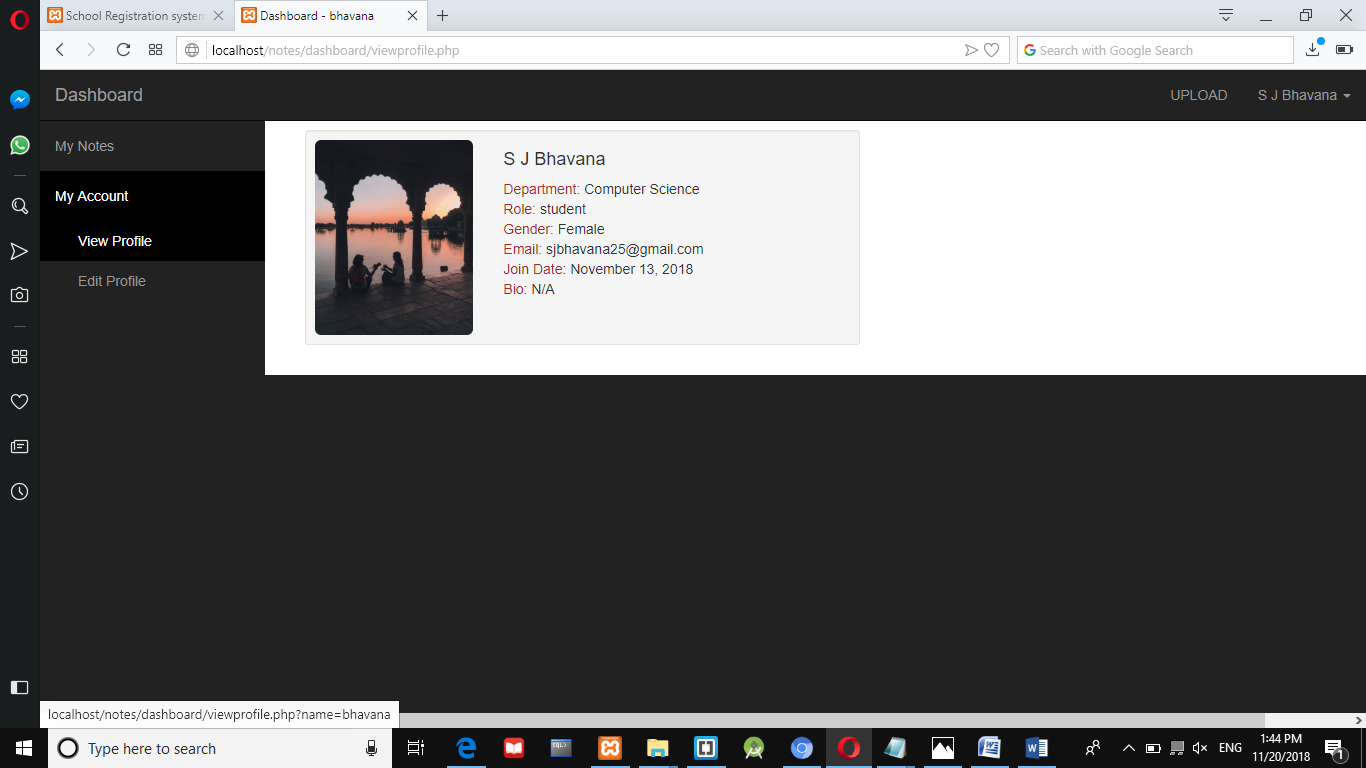 School Registration system
Dashboard - bhavana
localhost/notes/dashboard/viewprofile.php
Search with Google Search
Dashboard
UPLOAD
S J Bhavana
My Notes
My Account
View Profile
Edit Profile
S J Bhavana
Department: Computer Science
Role: student
Gender: Female
Email: sjbhavana25@gmail.com
Join Date: November 13, 2018
Bio: N/A
localhost/notes/dashboard/viewprofile.php?name=bhavana
Type here to search
ENG
1:44 PM
11/20/2018
1